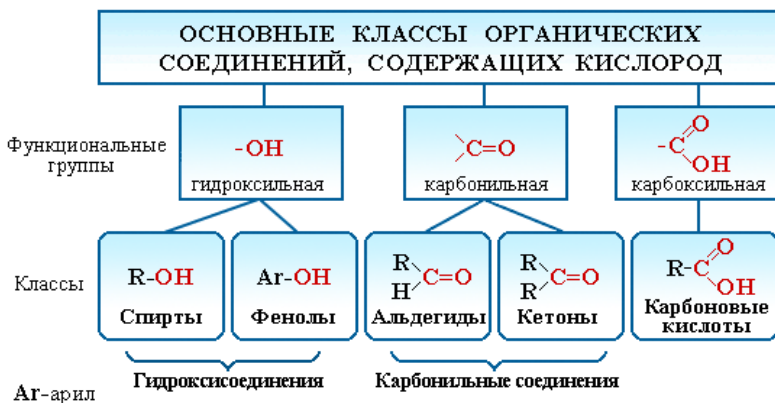 ОСНОВНЫЕ КЛАССЫ ОРГАНИЧЕСКИХ
СОЕДИНЕНИЙ, СОДЕРЖАЩИХ КИСЛОРОД
Функциональные
группы
-OH
гидроксильная
C=O
карбонильная
-C
O
OH
карбоксильная
Классы
R-OH
Спирты
Ar-OH
Фенолы
R
C=O
H
Альдегиды
R
C=O
R
Кетоны
O
R-C
OH
Карбоновые
кислоты
Гидроксисоединения
Карбонильные соединения
Ar-арил